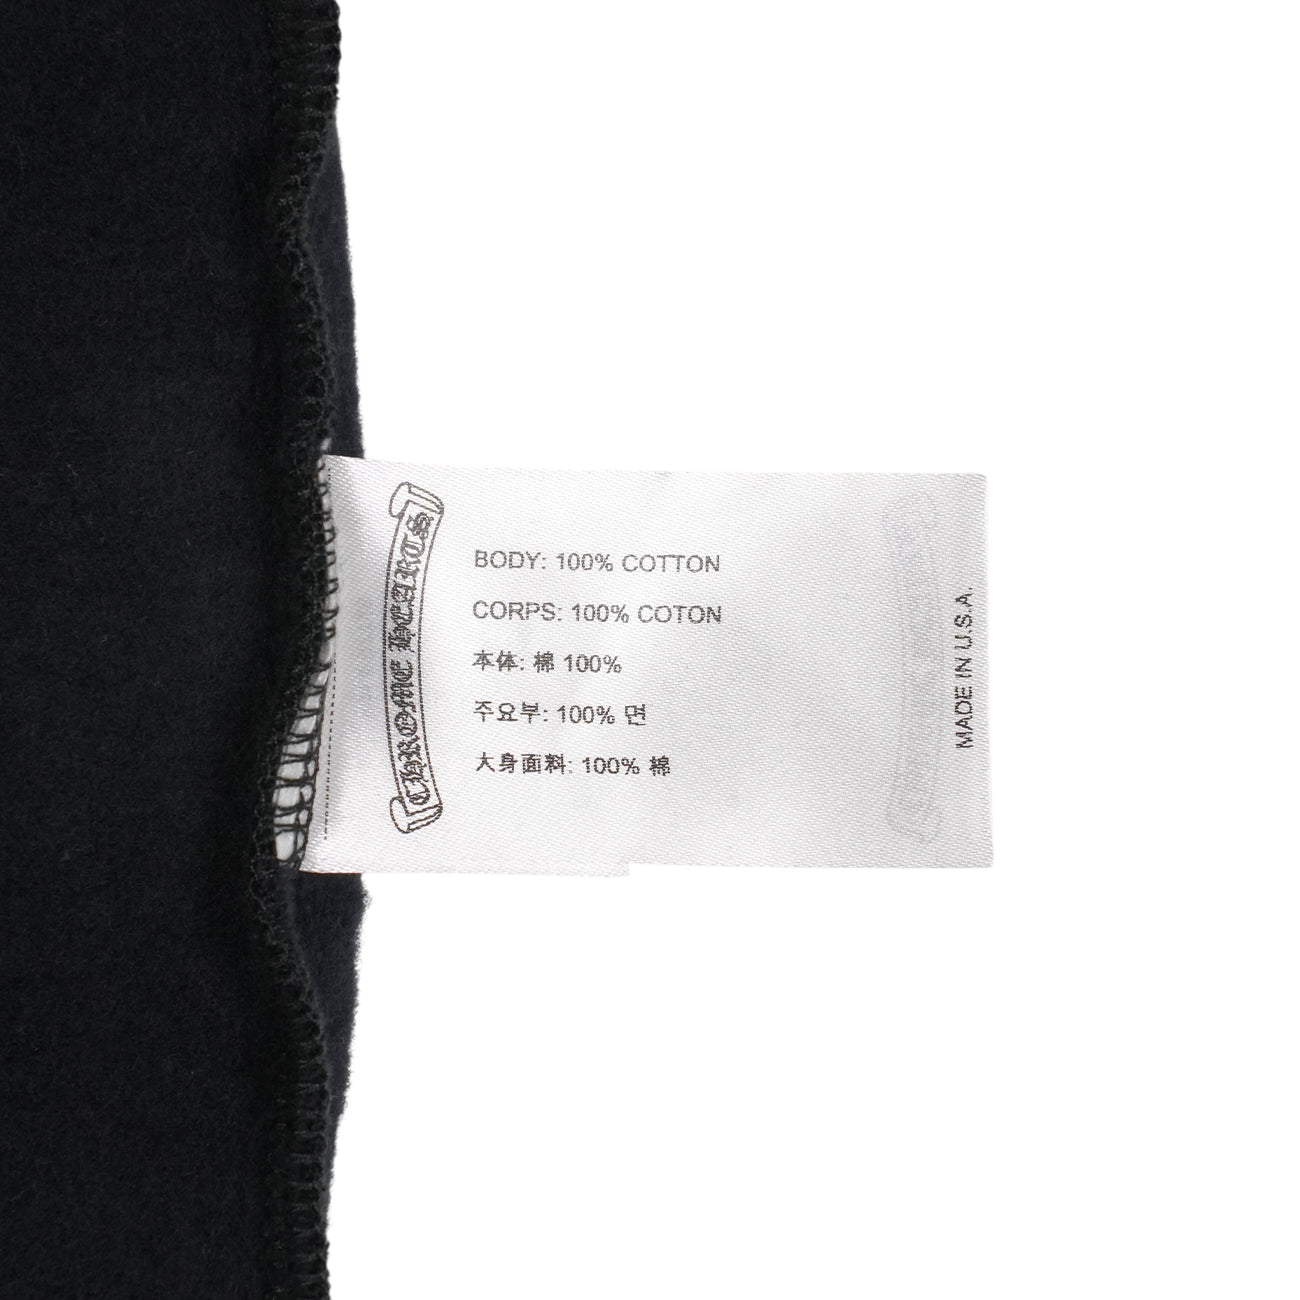 CHROME HEARTS
BODY: 100% COTTON
CORPS: 100% COTON
本体: 棉 100%
주요부: 100% 면
大身面料: 100% 棉
MADE IN U.S.A.